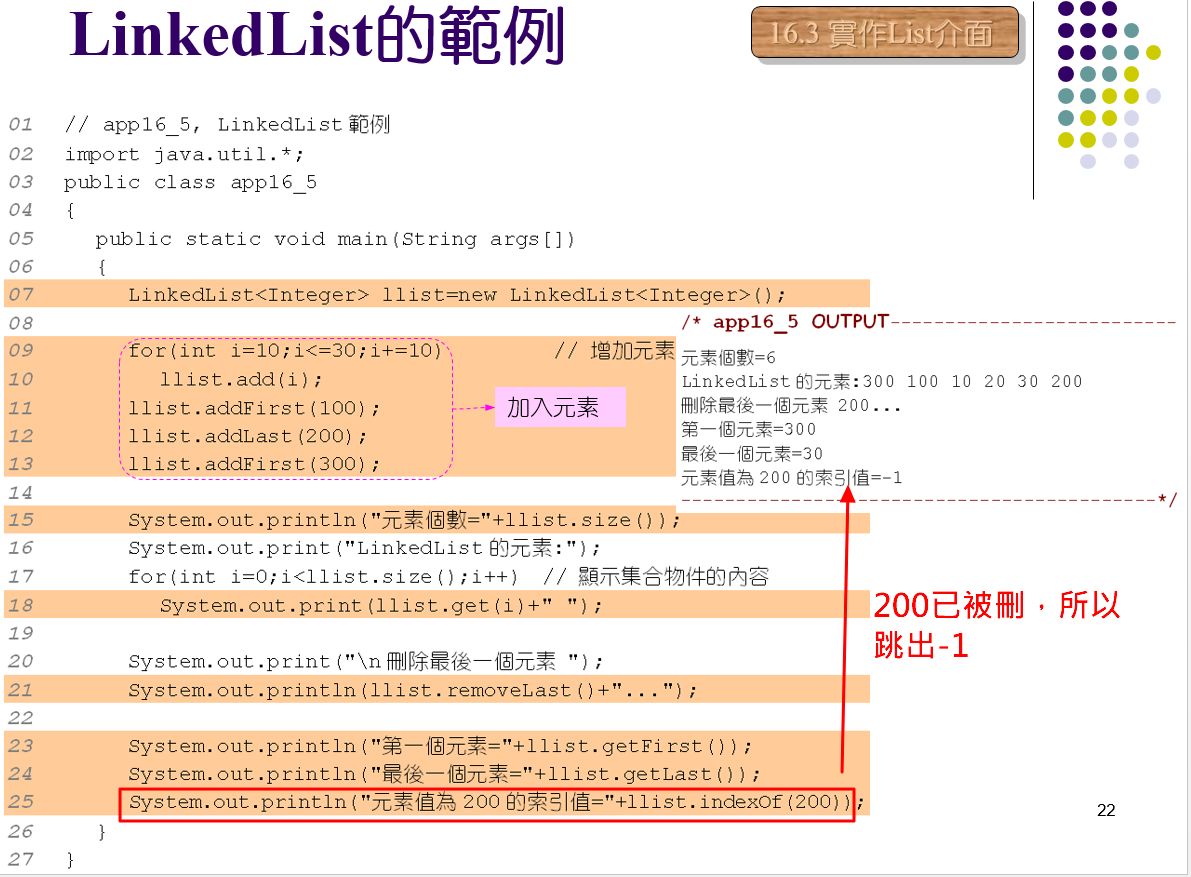 LinkedList的範例
16.3 實作List介面
01 // app16_5, LinkedList 範例
02 import java.util.*;
03 public class app16_5
04 {
05 public static void main(String args[])
06 {
07 LinkedList<Integer> llist=new LinkedList<Integer>();
08
09 for(int i=10;i<=30;i+=10) // 增加元素
10 llist.add(i);
11 llist.addFirst(100);
12 llist.addLast(200);
13 llist.addFirst(300);
加入元素
14
15 System.out.println("元素個數="+llist.size());
16 System.out.print("LinkedList 的元素:");
17 for(int i=0;i<llist.size();i++) // 顯示集合物件的內容
18 System.out.print(llist.get(i)+" ");
19
20 System.out.print("\n 刪除最後一個元素 ");
21 System.out.println(llist.removeLast()+"...");
22
23 System.out.println("第一個元素="+llist.getFirst());
24 System.out.println("最後一個元素="+llist.getLast());
25 System.out.println("元素值為 200 的索引值="+llist.indexOf(200));
26 }
27 }
/* app16_5 OUTPUT---------------------------
元素個數=6
LinkedList 的元素:300 100 10 20 30 200
刪除最後一個元素 200...
第一個元素=300
最後一個元素=30
元素值為 200 的索引值=-1
--------------------------------------------*/
200已被刪，所以
跳出-1
22